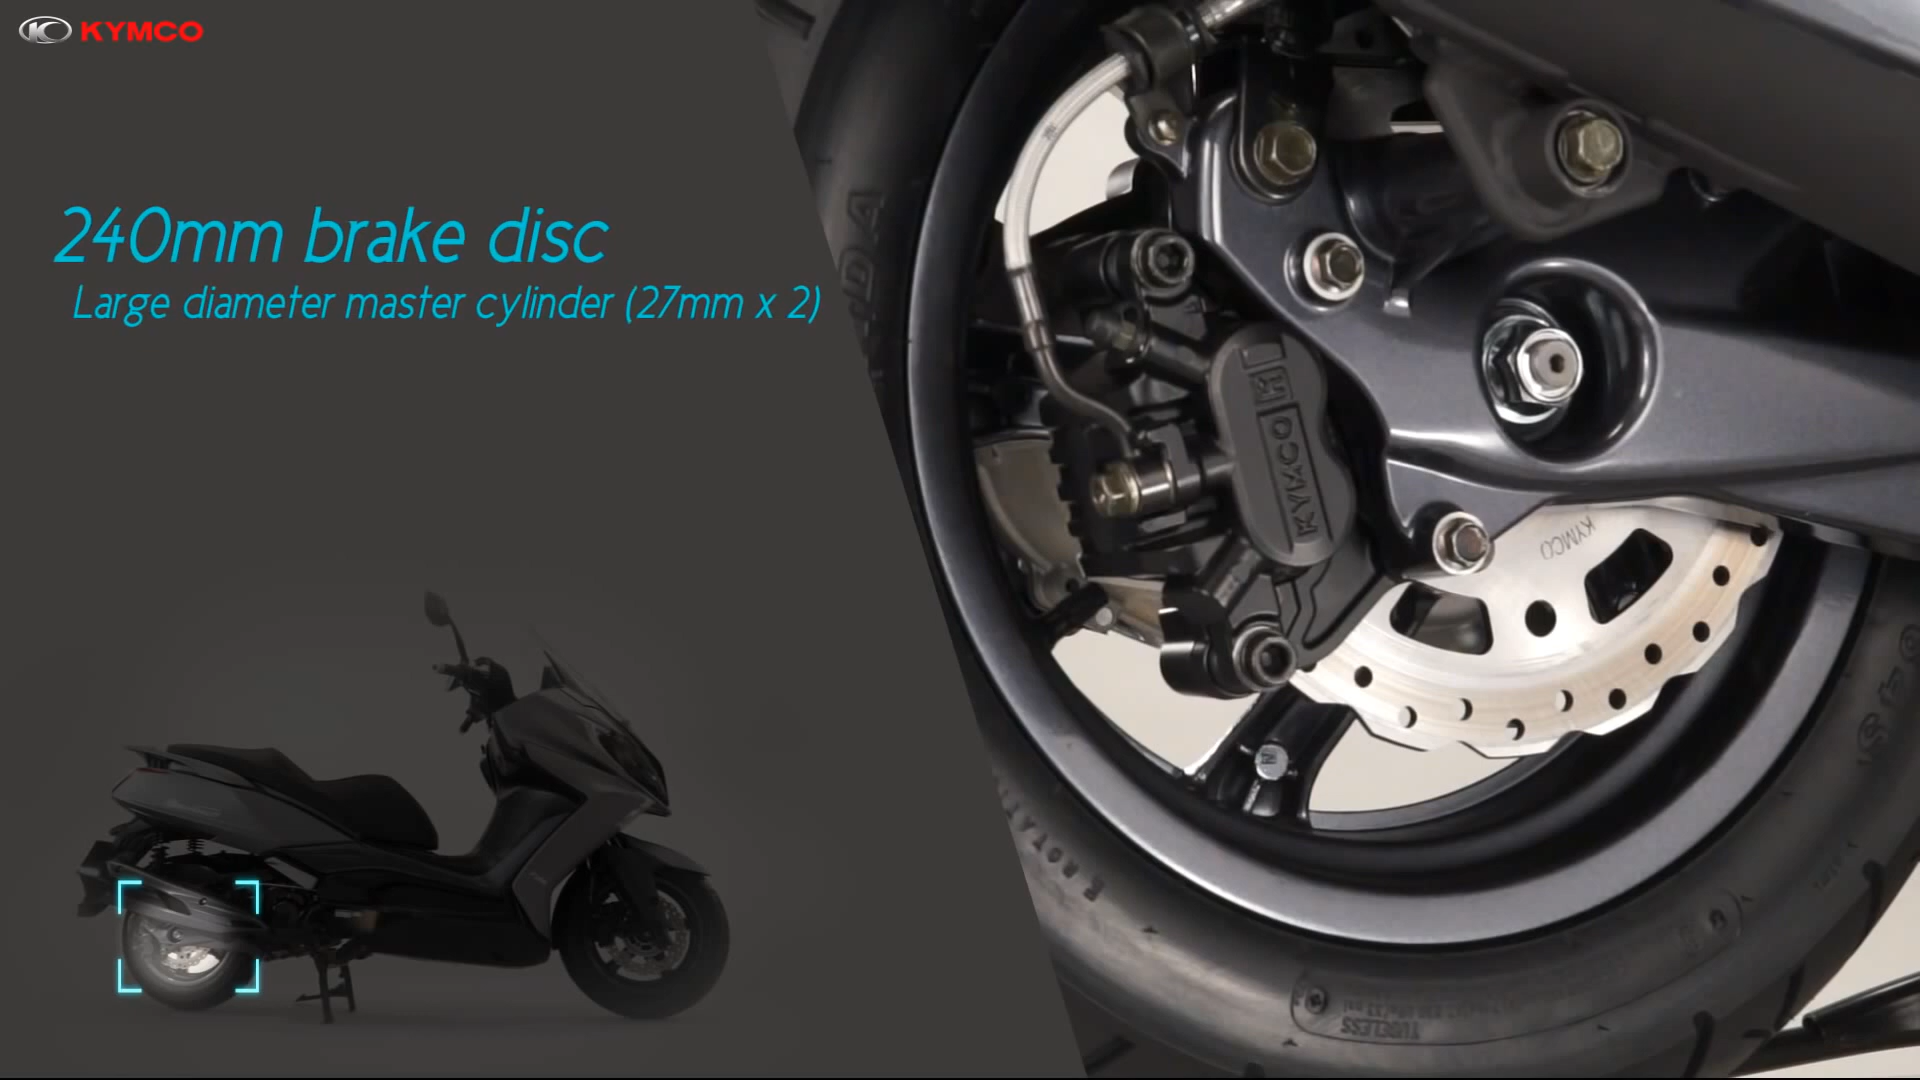 KYMCO
240mm brake disc
Large diameter master cylinder (27mm x 2)
KYMCO
KYMCO
TUBELESS